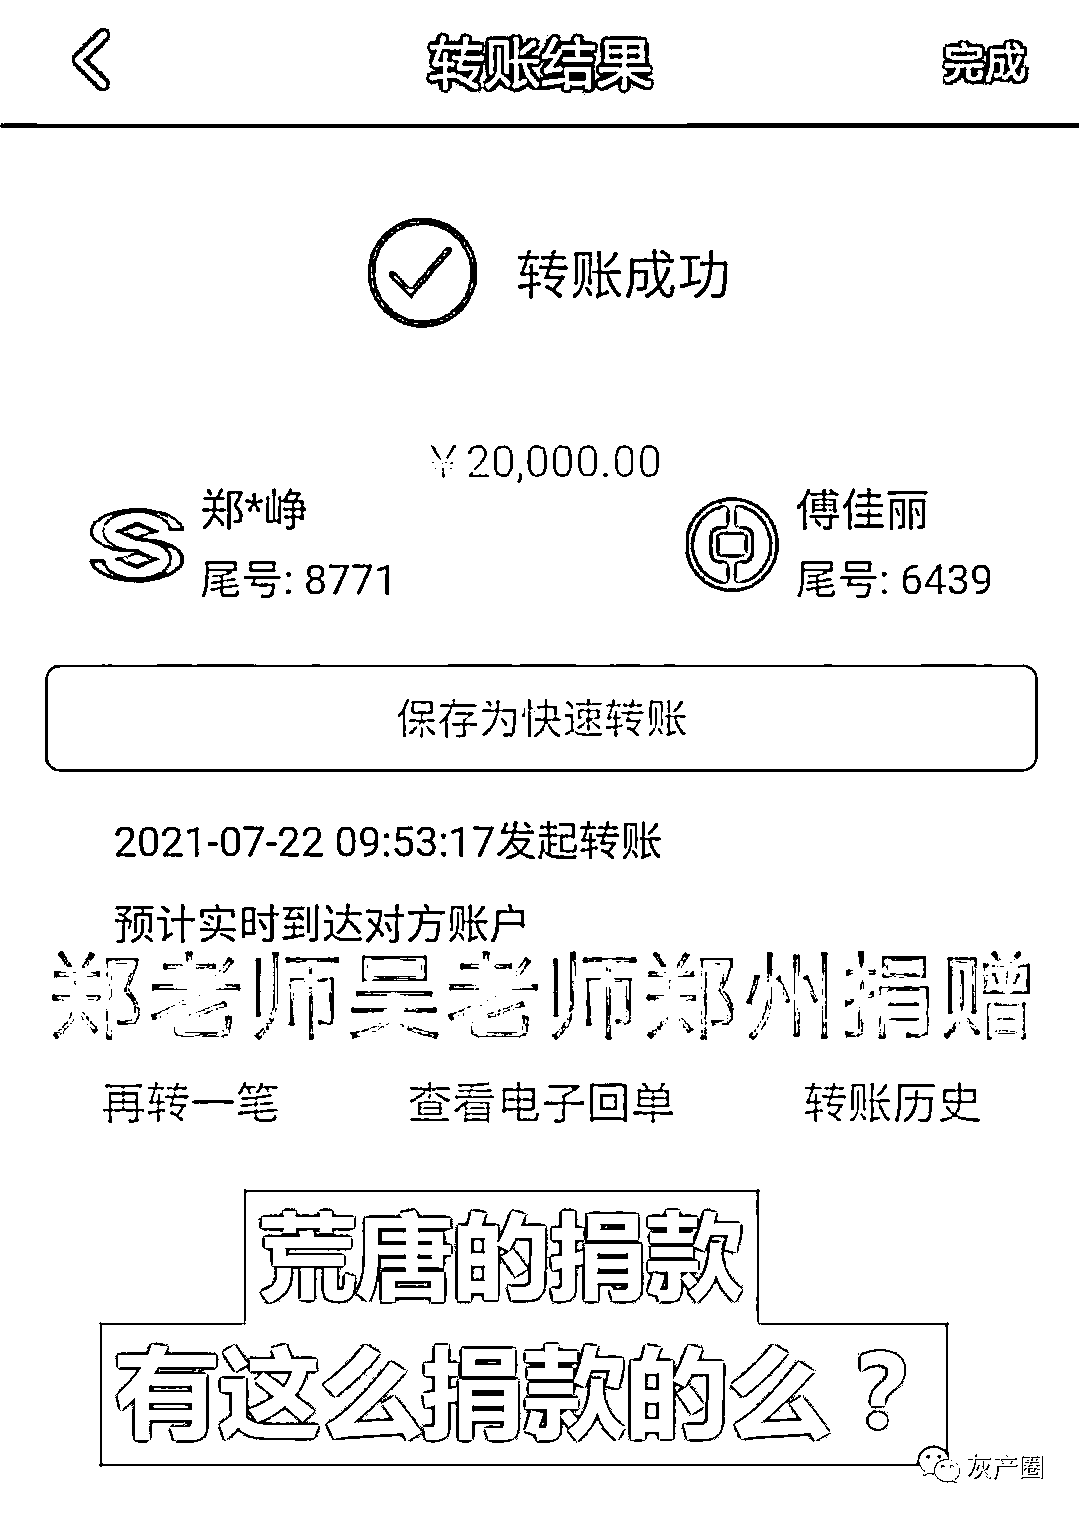 转账结果
完成
转账成功
￥20,000.00
郑*峥
傅佳丽
尾号: 8771
尾号: 6439
保存为快速转账
2021-07-22 09:53:17发起转账
预计实时到达对方账户
郑老师吴老师郑州捐赠
再转一笔
查看电子回单
转账历史
荒唐的捐款
有这么捐款的么？
灰产圈